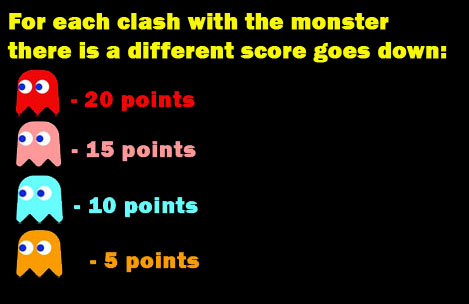 For each clash with the monster
there is a different score goes down:
- 20 points
- 15 points
- 10 points
- 5 points